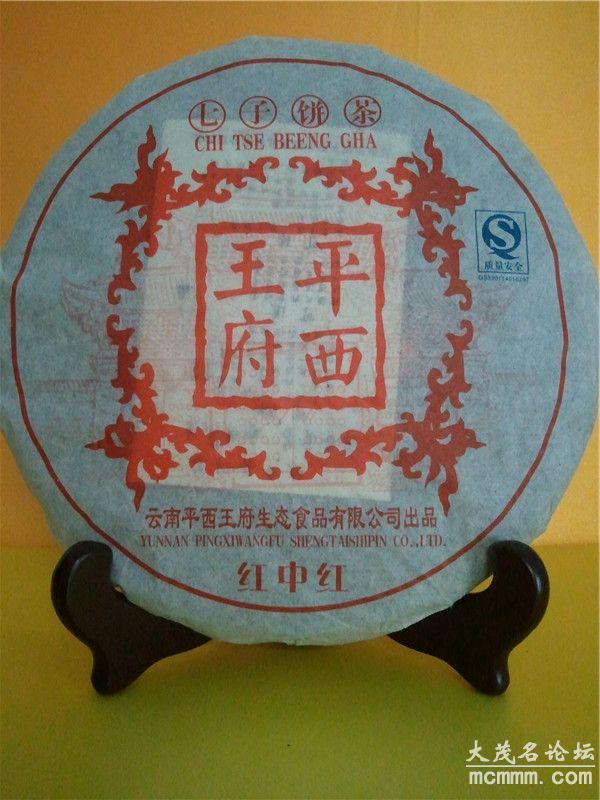 七子饼茶
CHI TSE BEENG GHA
平西
王府
质量安全
云南平西王府生态食品有限公司出品
YUNNAN PINGXIWANGFU SHENGTAISHIPIN CO.,LTD.
红中红
大茂名论坛
mcmmm.com